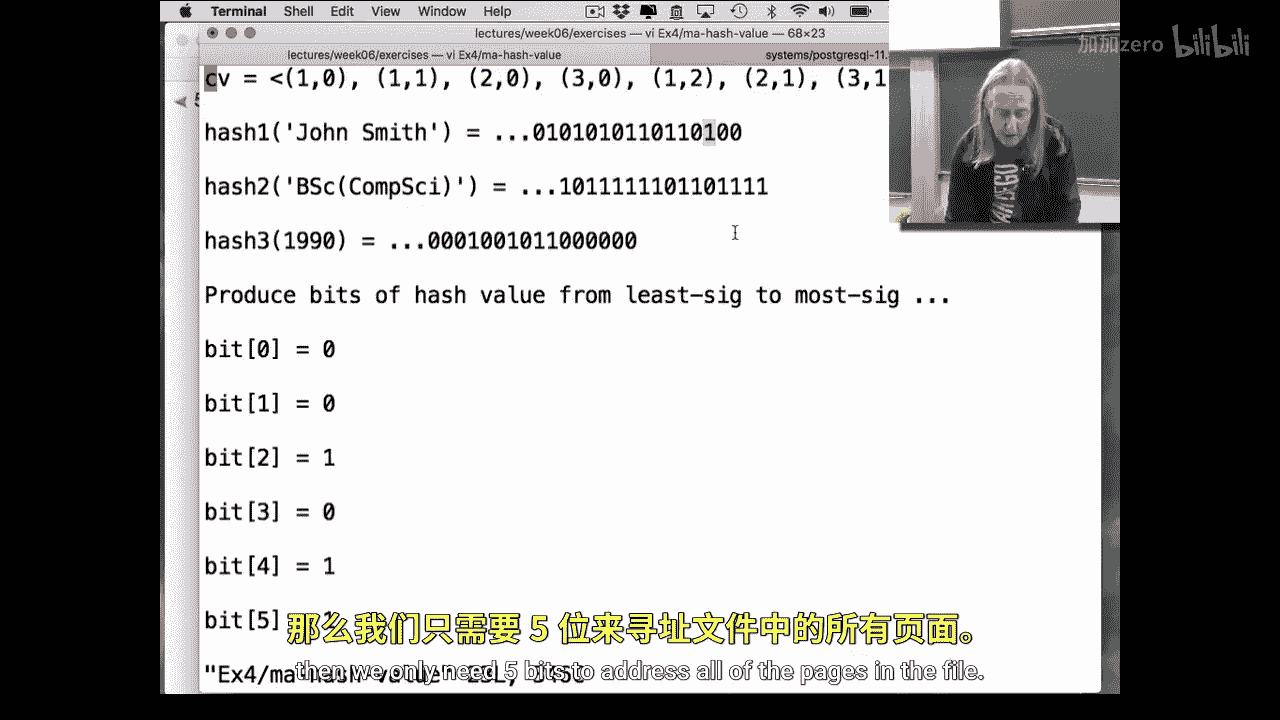 Terminal Shell Edit View Window Help
加加zero bilibili
lectures/week06/exercises — vi Ex4/ma-hash-value — 68×23
lectures/week06/exercises — vi Ex4/ma-hash-value
systems/postgresql-11.
cv = <(1,0), (1,1), (2,0), (3,0), (1,2), (2,1), (3,1
hash1('John Smith') = ...0101010110110100
hash2('BSc(CompSci)') = ...1011111101101111
hash3(1990) = ...0001001011000000
Produce bits of hash value from least-sig to most-sig ...
bit[0] = 0
bit[1] = 0
bit[2] = 1
bit[3] = 0
bit[4] = 1
bit[5]
那么我们只需要 5 位来寻址文件中的所有页面。
then we only need 5 bits to address all of the pages in the file.
"Ex4/ma-hash-value"